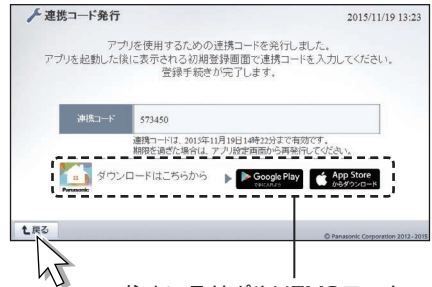 連携コード発行
2015/11/19 13:23
アプリを使用するための連携コードを発行しました。
アプリを起動した後に表示される初期登録画面で連携コードを入力してください。
登録手続きが完了します。
連携コード 573450
連携コードは、2015年11月19日14時22分まで有効です。
期限を過ぎた場合は、アプリ設定画面から再発行してください。
Panasonic
ダウンロードはこちらから
Google Play
で手に入れよう
App Store
からダウンロード
戻る
© Panasonic Corporation 2012-2015